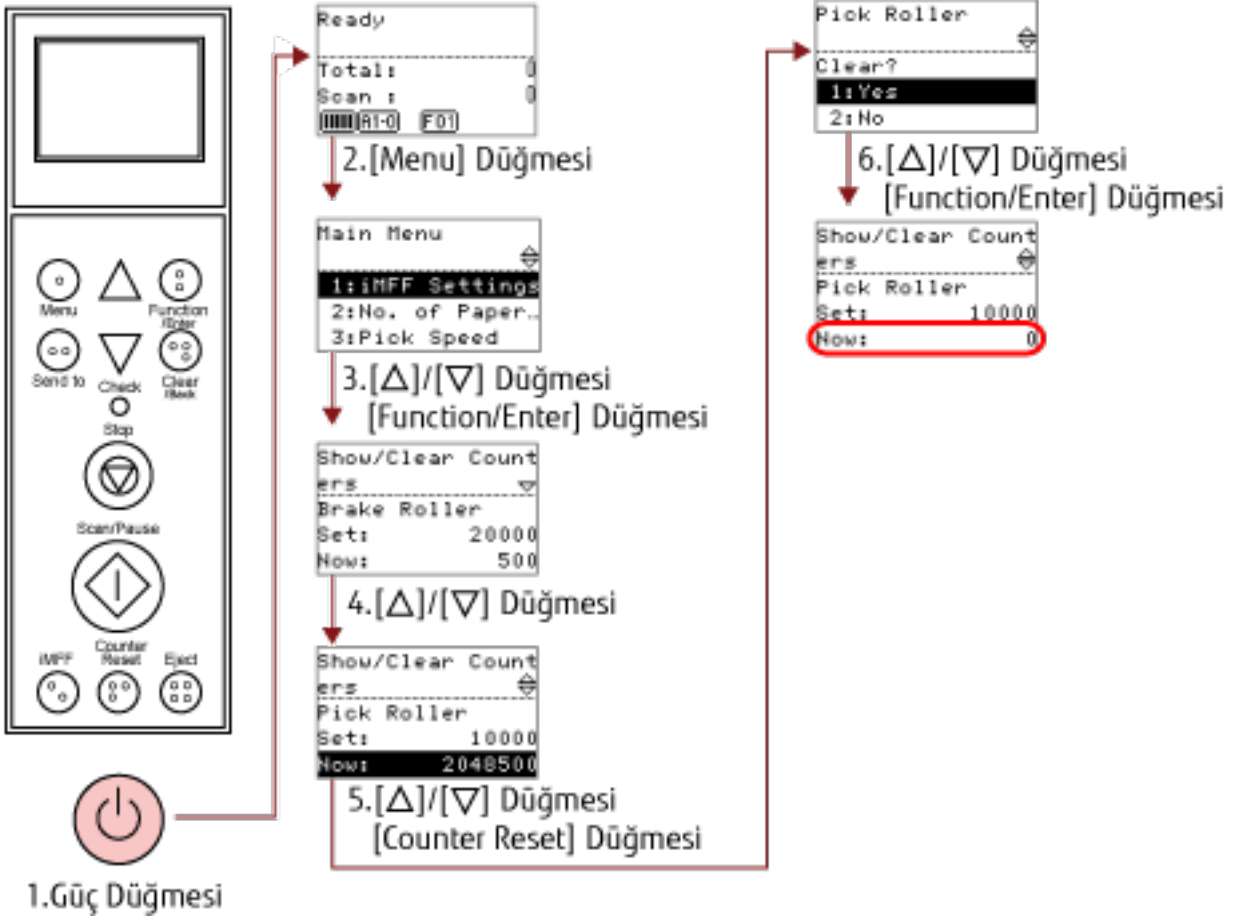 Menu
Function
/Enter
Send to
Check
Clear
/Back
Stop
Scan/Pause
iMFF
Counter
Reset
Eject
1.Güç Düğmesi
Ready
Total: 0
Scan : 0
A1-0 F01
2.[Menu] Düğmesi
Main Menu
1:iMFF Settings
2:No. of Paper..
3:Pick Speed
3.[△]/[▽] Düğmesi
[Function/Enter] Düğmesi
Show/Clear Count
ers
Brake Roller
Set: 20000
Now: 500
4.[△]/[▽] Düğmesi
Show/Clear Count
ers
Pick Roller
Set: 10000
Now: 2048500
5.[△]/[▽] Düğmesi
[Counter Reset] Düğmesi
Pick Roller
Clear?
1:Yes
2:No
6.[△]/[▽] Düğmesi
[Function/Enter] Düğmesi
Show/Clear Count
ers
Pick Roller
Set: 10000
Now: 0